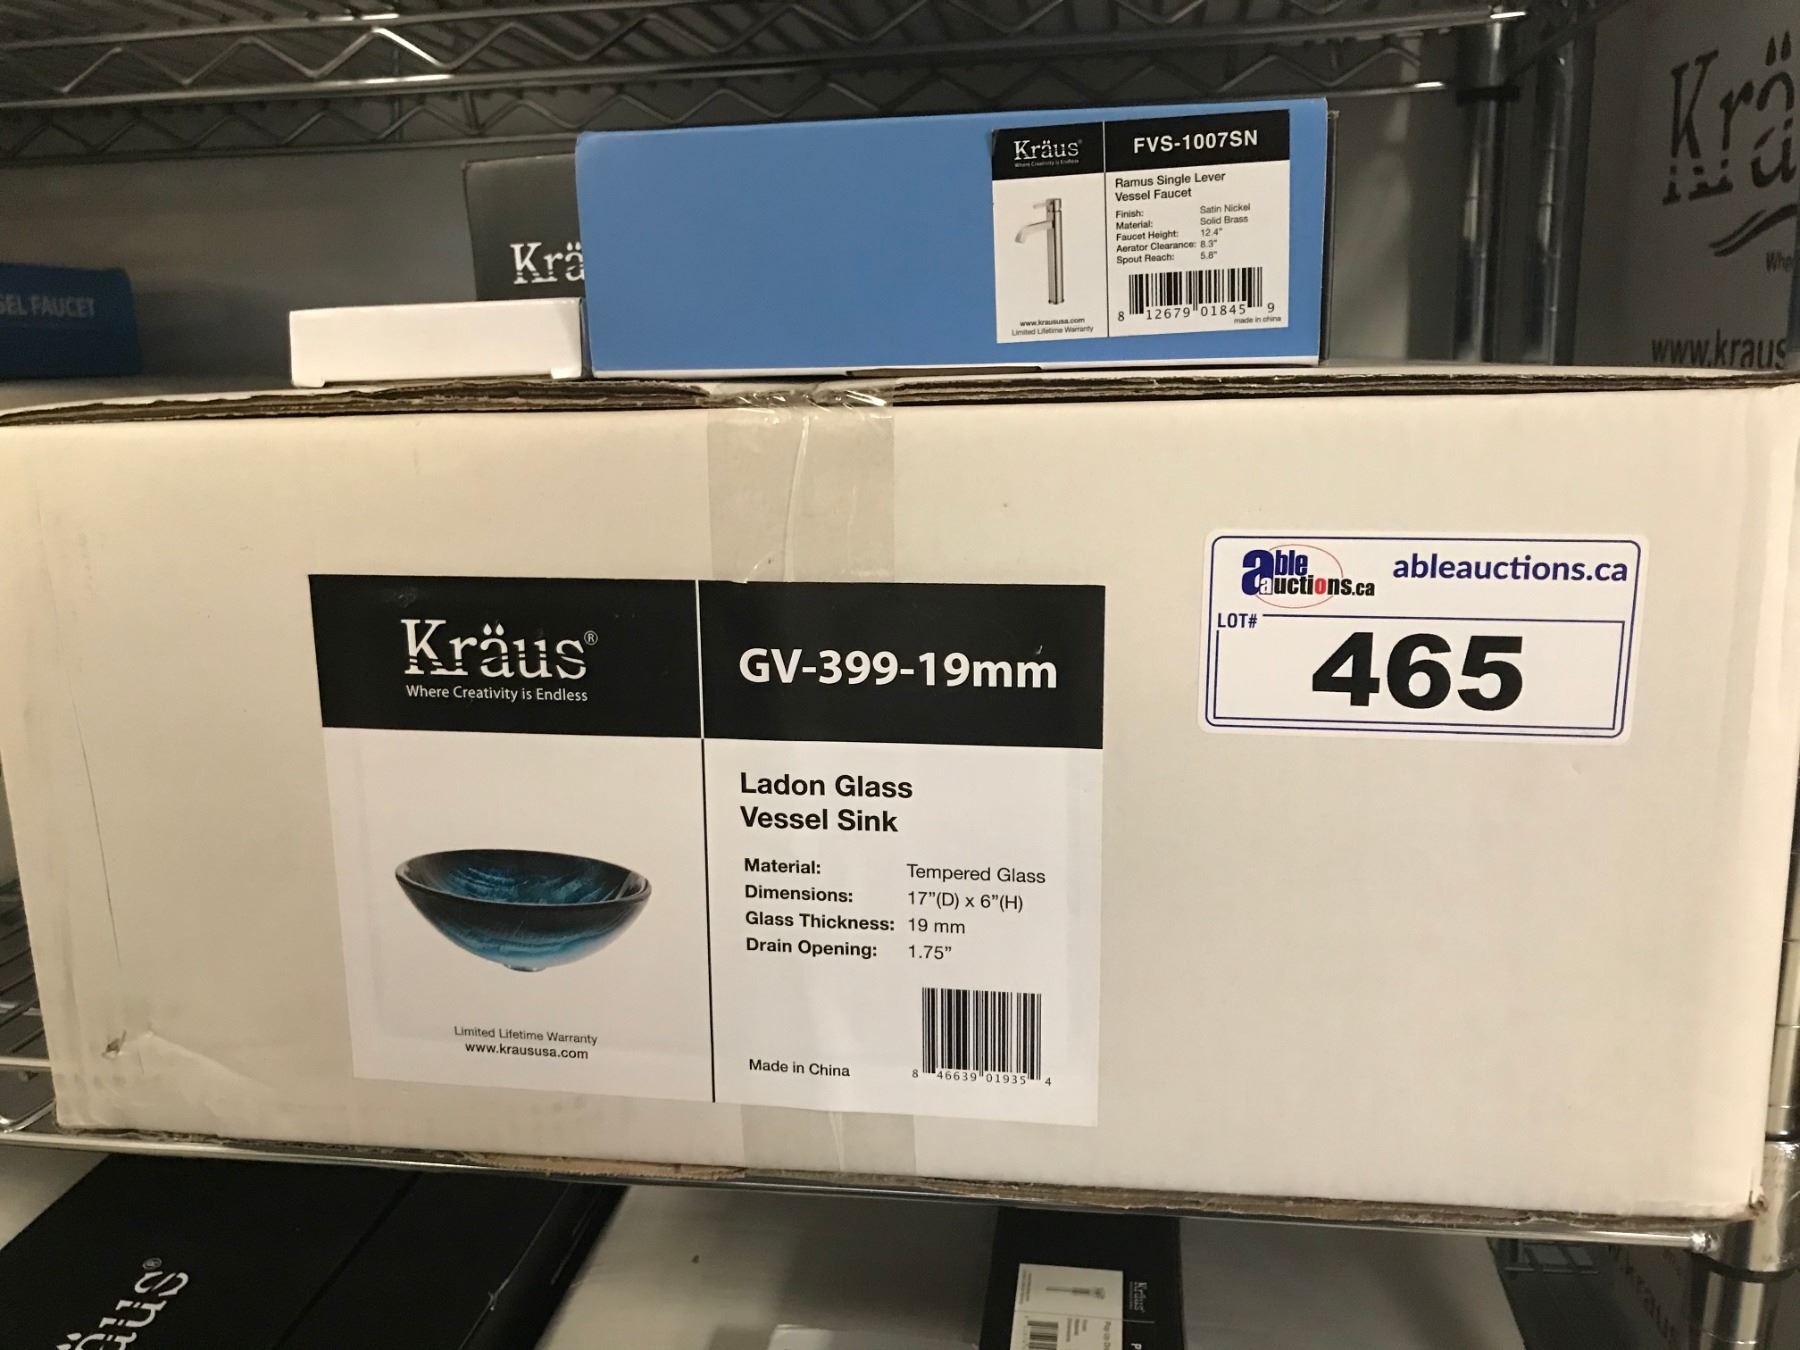 Kräus®
Where Creativity is Endless
FVS-1007SN
Ramus Single Lever
Vessel Faucet
Finish: Satin Nickel
Material: Solid Brass
Faucet Height: 12.4"
Aerator Clearance: 8.3"
Spout Reach: 5.8"
8 12679 01845 9
www.kraususa.com
Limited Lifetime Warranty
made in china
Krä
SEL FAUCET
Kräu
www.kraus
Kräus®
Where Creativity is Endless
GV-399-19mm
Ladon Glass
Vessel Sink
Material: Tempered Glass
Dimensions: 17”(D) x 6”(H)
Glass Thickness: 19 mm
Drain Opening: 1.75”
Limited Lifetime Warranty
www.kraususa.com
Made in China
8 46639 01935 4
able auctions.ca
ableauctions.ca
LOT#
465
äus®
Kräus